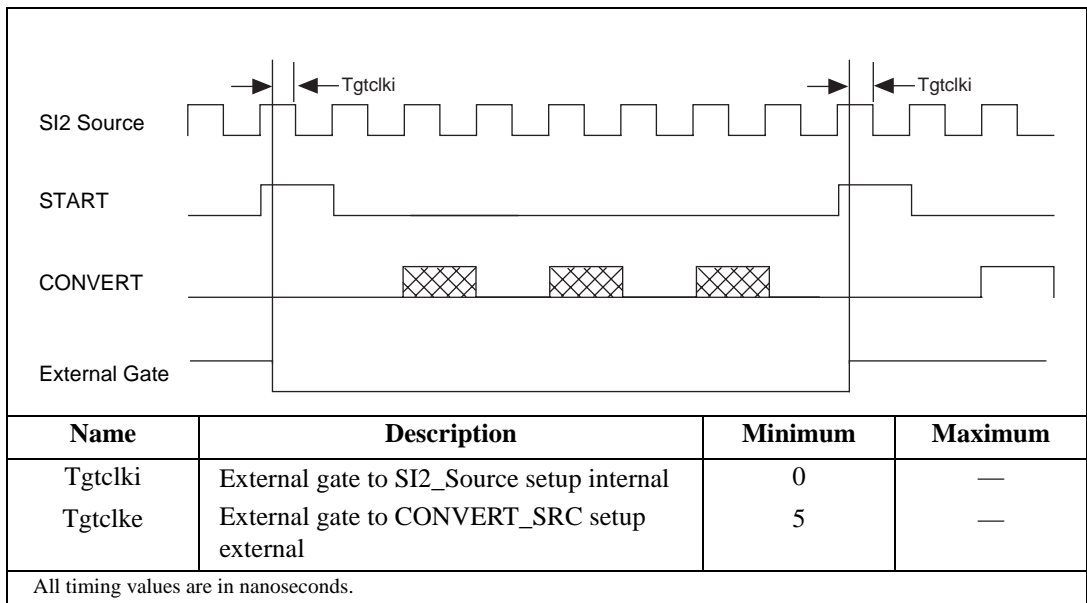 Tgtclki Tgtclki
SI2 Source
START
CONVERT
External Gate
Name Description Minimum Maximum
Tgtclki External gate to SI2_Source setup internal 0 —
Tgtclke External gate to CONVERT_SRC setup 5 —
external
All timing values are in nanoseconds.